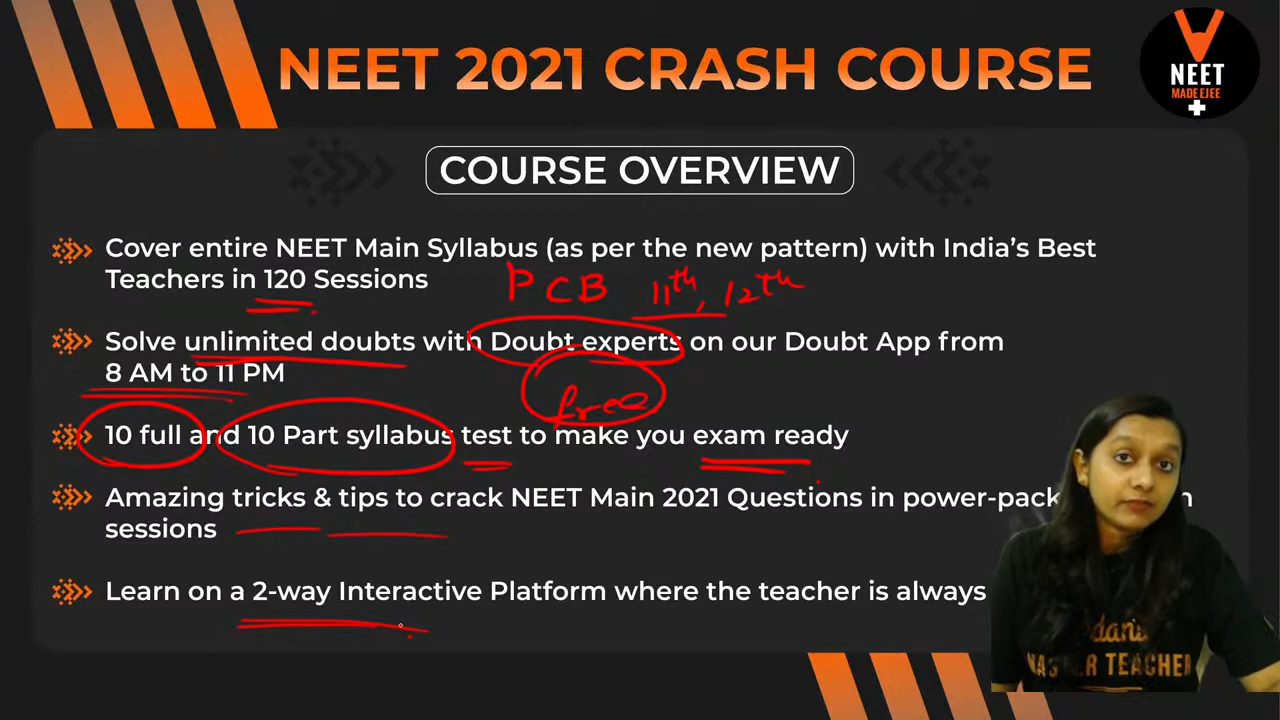 NEET 2021 CRASH COURSE
NEET
MADE EJEE
COURSE OVERVIEW
Cover entire NEET Main Syllabus (as per the new pattern) with India's Best
Teachers in 120 Sessions
PCB 11th, 12th
Solve unlimited doubts with Doubt experts on our Doubt App from
8 AM to 11 PM
free
10 full and 10 Part syllabus test to make you exam ready
Amazing tricks & tips to crack NEET Main 2021 Questions in power-pack
sessions
Learn on a 2-way Interactive Platform where the teacher is always
MASTER TEACHER